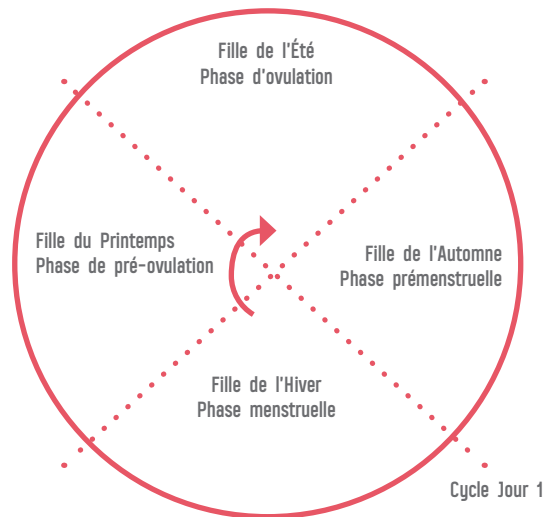 Fille de l'Été
Phase d'ovulation
Fille du Printemps
Phase de pré-ovulation
Fille de l'Automne
Phase prémenstruelle
Fille de l'Hiver
Phase menstruelle
Cycle Jour 1